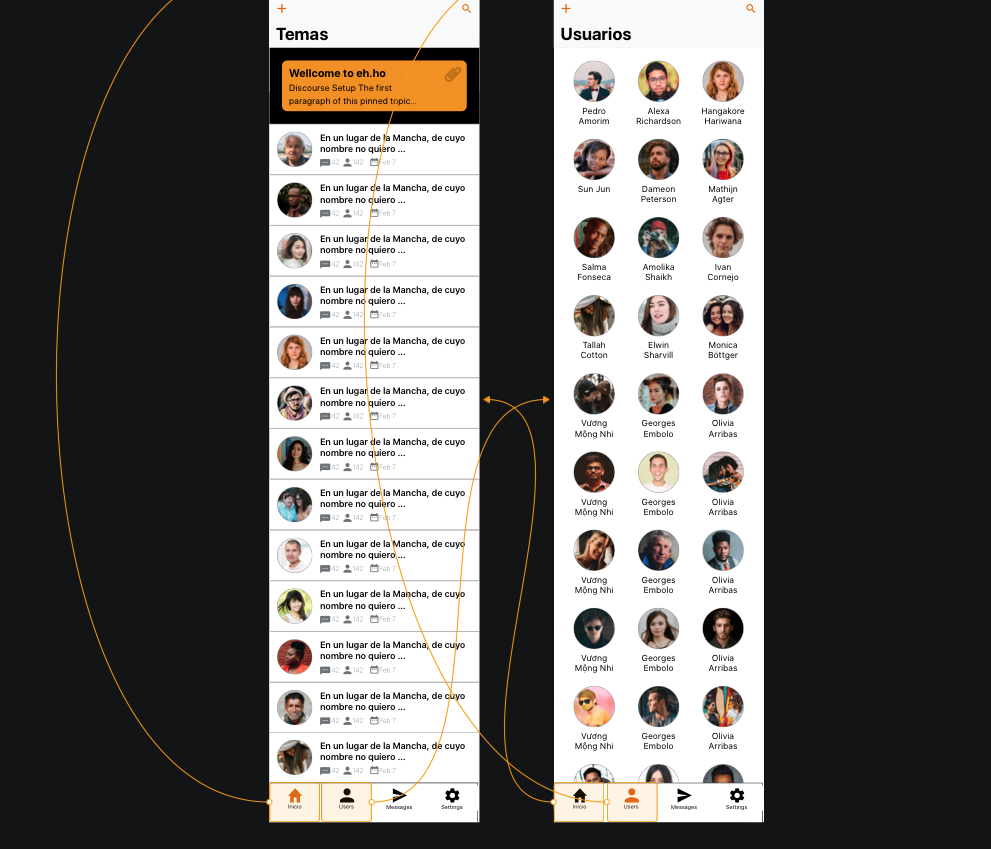 Temas
Wellcome to eh.ho
Discourse Setup The first
paragraph of this pinned topic...
En un lugar de la Mancha, de cuyo
nombre no quiero ...
42 142 Feb 7
En un lugar de la Mancha, de cuyo
nombre no quiero ...
42 142 Feb 7
En un lugar de la Mancha, de cuyo
nombre no quiero ...
42 142 Feb 7
En un lugar de la Mancha, de cuyo
nombre no quiero ...
42 142 Feb 7
En un lugar de la Mancha, de cuyo
nombre no quiero ...
42 142 Feb 7
En un lugar de la Mancha, de cuyo
nombre no quiero ...
42 142 Feb 7
En un lugar de la Mancha, de cuyo
nombre no quiero ...
42 142 Feb 7
En un lugar de la Mancha, de cuyo
nombre no quiero ...
42 142 Feb 7
En un lugar de la Mancha, de cuyo
nombre no quiero ...
42 142 Feb 7
En un lugar de la Mancha, de cuyo
nombre no quiero ...
42 142 Feb 7
En un lugar de la Mancha, de cuyo
nombre no quiero ...
42 142 Feb 7
En un lugar de la Mancha, de cuyo
nombre no quiero ...
42 142 Feb 7
En un lugar de la Mancha, de cuyo
nombre no quiero ...
42 142 Feb 7
Inicio Users Messages Settings
Usuarios
Pedro Alexa Hangakore
Amorim Richardson Hariwana
Sun Jun Dameon Mathijn
Peterson Agter
Salma Amolika Ivan
Fonseca Shaikh Cornejo
Tallah Elwin Monica
Cotton Sharvill Böttger
Vương Georges Olivia
Mộng Nhi Embolo Arribas
Vương Georges Olivia
Mộng Nhi Embolo Arribas
Vương Georges Olivia
Mộng Nhi Embolo Arribas
Vương Georges Olivia
Mộng Nhi Embolo Arribas
Vương Georges Olivia
Mộng Nhi Embolo Arribas
Inicio Users Messages Settings